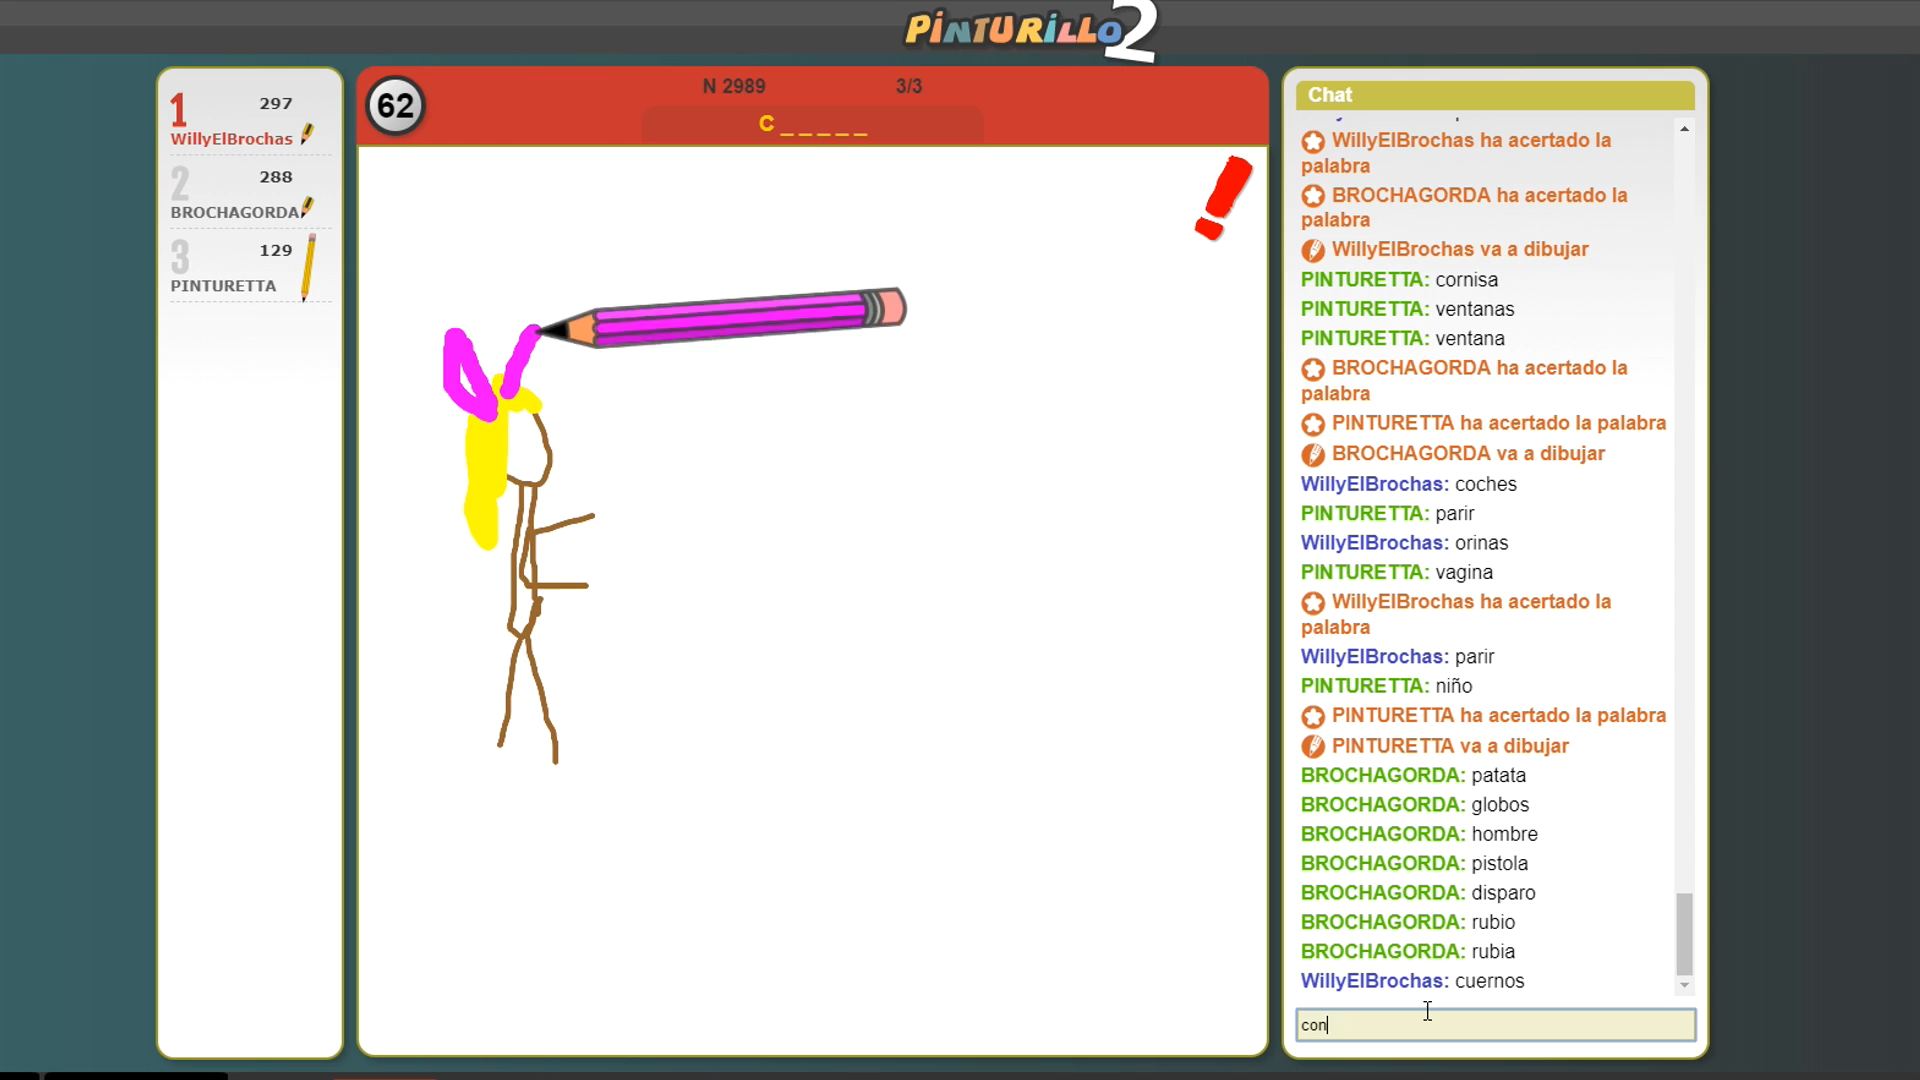 PINTURILLO 2
1 297
WillyElBrochas
2 288
BROCHAGORDA
3 129
PINTURETTA
62
N 2989 3/3
C _ _ _ _ _
Chat
WillyElBrochas ha acertado la
palabra
BROCHAGORDA ha acertado la
palabra
WillyElBrochas va a dibujar
PINTURETTA: cornisa
PINTURETTA: ventanas
PINTURETTA: ventana
BROCHAGORDA ha acertado la
palabra
PINTURETTA ha acertado la palabra
BROCHAGORDA va a dibujar
WillyElBrochas: coches
PINTURETTA: parir
WillyElBrochas: orinas
PINTURETTA: vagina
WillyElBrochas ha acertado la
palabra
WillyElBrochas: parir
PINTURETTA: niño
PINTURETTA ha acertado la palabra
PINTURETTA va a dibujar
BROCHAGORDA: patata
BROCHAGORDA: globos
BROCHAGORDA: hombre
BROCHAGORDA: pistola
BROCHAGORDA: disparo
BROCHAGORDA: rubio
BROCHAGORDA: rubia
WillyElBrochas: cuernos
con